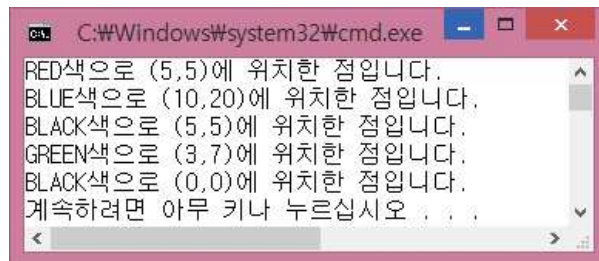 C:₩Windows₩system32₩cmd.exe
RED색으로 (5,5)에 위치한 점입니다.
BLUE색으로 (10,20)에 위치한 점입니다.
BLACK색으로 (5,5)에 위치한 점입니다.
GREEN색으로 (3,7)에 위치한 점입니다.
BLACK색으로 (0,0)에 위치한 점입니다.
계속하려면 아무 키나 누르십시오 . . .